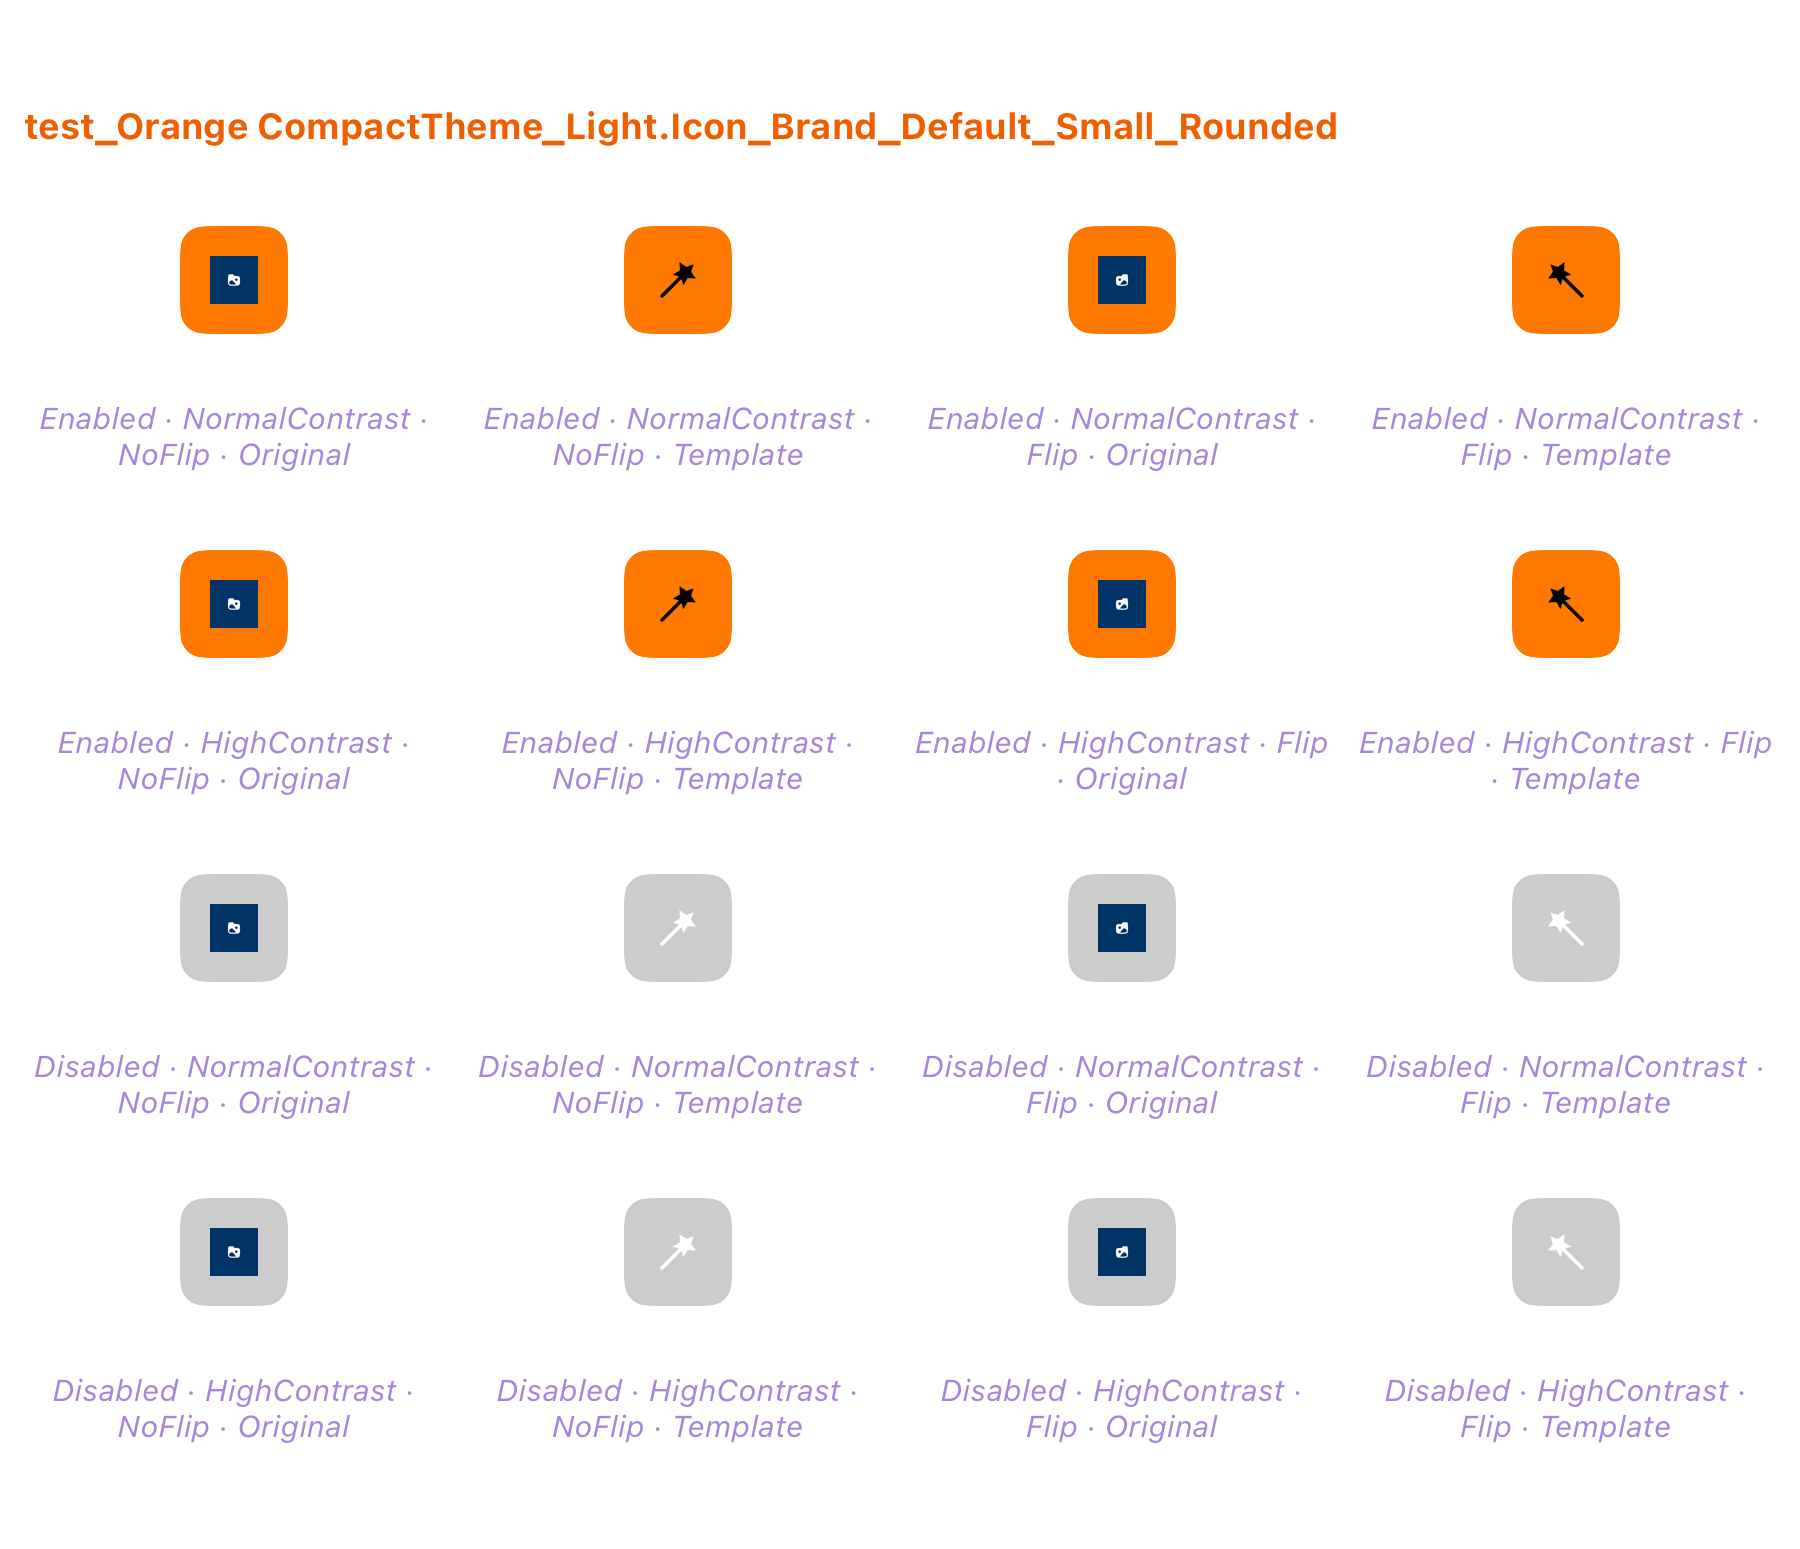 test_Orange CompactTheme_Light.Icon_Brand_Default_Small_Rounded
Enabled · NormalContrast ·
NoFlip · Original
Enabled · NormalContrast ·
NoFlip · Template
Enabled · NormalContrast ·
Flip · Original
Enabled · NormalContrast ·
Flip · Template
Enabled · HighContrast ·
NoFlip · Original
Enabled · HighContrast ·
NoFlip · Template
Enabled · HighContrast · Flip
· Original
Enabled · HighContrast · Flip
· Template
Disabled · NormalContrast ·
NoFlip · Original
Disabled · NormalContrast ·
NoFlip · Template
Disabled · NormalContrast ·
Flip · Original
Disabled · NormalContrast ·
Flip · Template
Disabled · HighContrast ·
NoFlip · Original
Disabled · HighContrast ·
NoFlip · Template
Disabled · HighContrast ·
Flip · Original
Disabled · HighContrast ·
Flip · Template